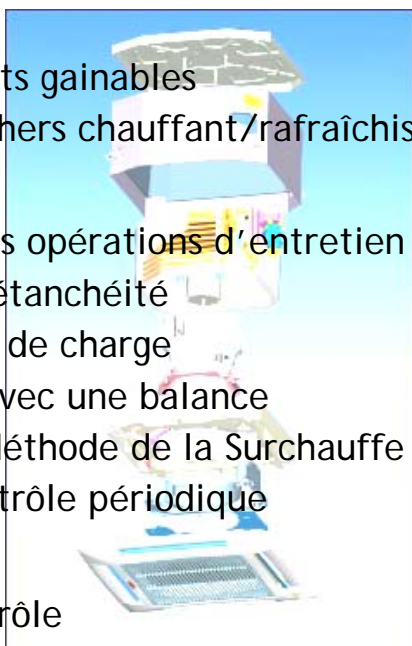 ts gainables
hers chauffant/rafraîchis
s opérations d'entretien
étanchéité
de charge
vec une balance
éthode de la Surchauffe
trôle périodique
rôle